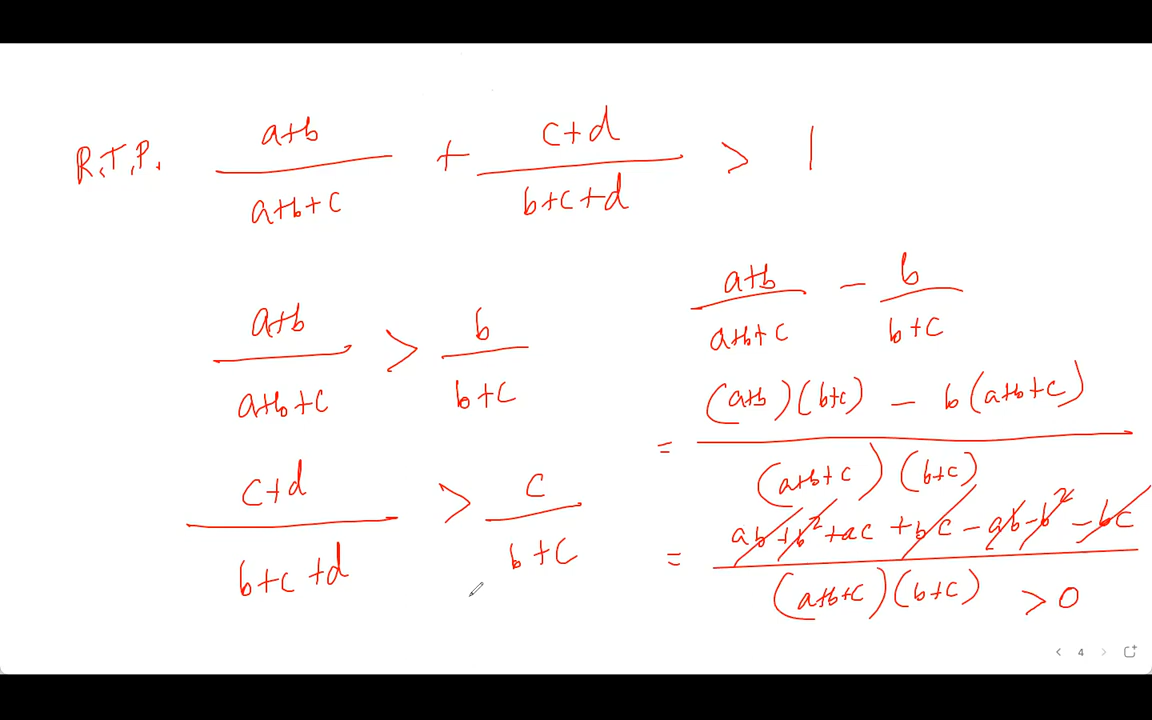 R.T.P. (a+b)/(a+b+c) + (c+d)/(b+c+d) > 1
(a+b)/(a+b+c) > b/(b+c)
(c+d)/(b+c+d) > c/(b+c)
(a+b)/(a+b+c) - b/(b+c)
= ((a+b)(b+c) - b(a+b+c))/((a+b+c)(b+c))
= (ab+b²+ac+bc-ab-b²-bc)/((a+b+c)(b+c)) > 0
4